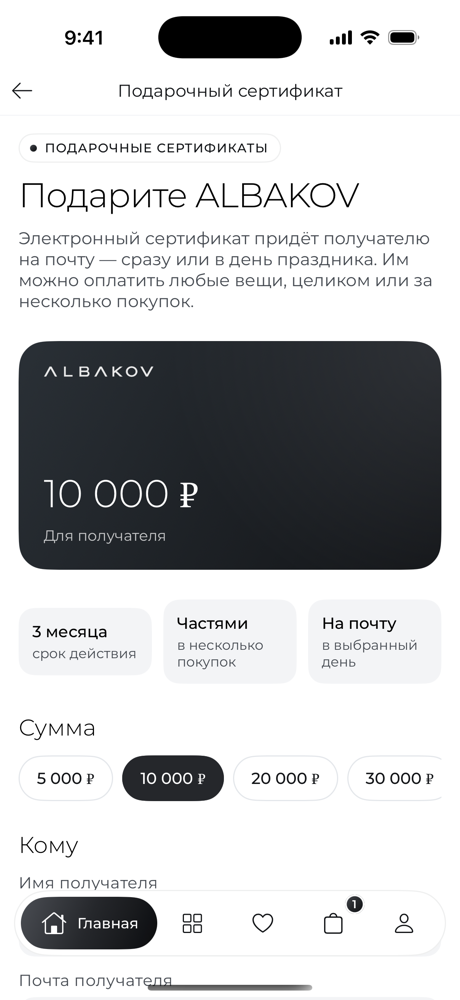 9:41
Подарочный сертификат
ПОДАРОЧНЫЕ СЕРТИФИКАТЫ
Подарите ALBAKOV
Электронный сертификат придёт получателю
на почту — сразу или в день праздника. Им
можно оплатить любые вещи, целиком или за
несколько покупок.
ALBAKOV
10 000 ₽
Для получателя
3 месяца
срок действия
Частями
в несколько
покупок
На почту
в выбранный
день
Сумма
5 000 ₽
10 000 ₽
20 000 ₽
30 000 ₽
Кому
Имя получателя
Главная
1
Почта получателя